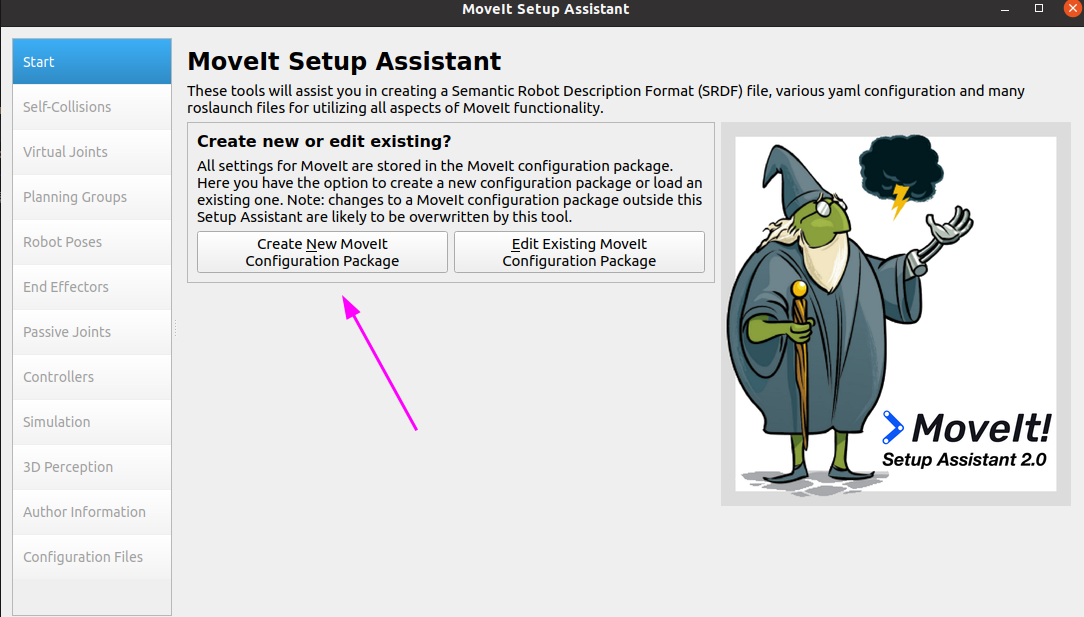 MoveIt Setup Assistant
Start
Self-Collisions
Virtual Joints
Planning Groups
Robot Poses
End Effectors
Passive Joints
Controllers
Simulation
3D Perception
Author Information
Configuration Files
MoveIt Setup Assistant
These tools will assist you in creating a Semantic Robot Description Format (SRDF) file, various yaml configuration and many
roslaunch files for utilizing all aspects of MoveIt functionality.
Create new or edit existing?
All settings for MoveIt are stored in the MoveIt configuration package.
Here you have the option to create a new configuration package or load an
existing one. Note: changes to a MoveIt configuration package outside this
Setup Assistant are likely to be overwritten by this tool.
Create New MoveIt
Configuration Package
Edit Existing MoveIt
Configuration Package
MoveIt!
Setup Assistant 2.0